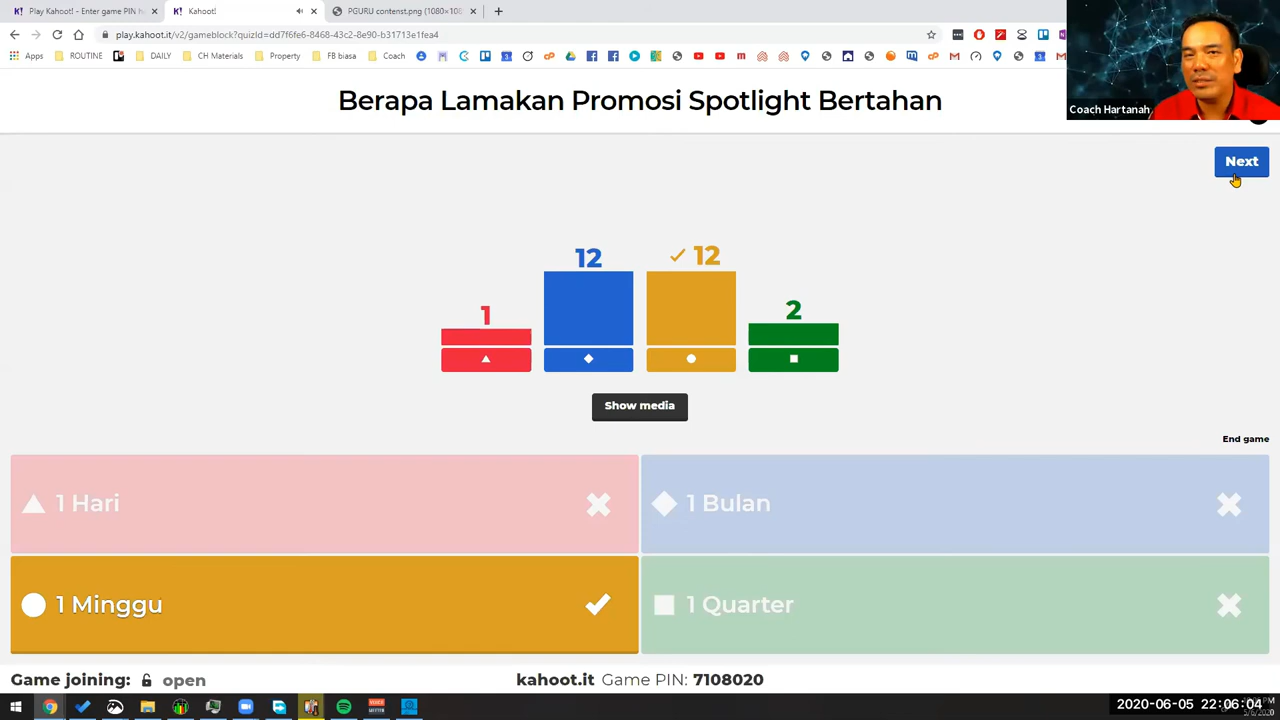 Play Kahoot! - Enter game PIN h
Kahoot!
PGURU contenst.png (1080×108
play.kahoot.it/v2/gameblock?quizId=dd7f6fe6-8468-43c2-8e90-b31713e1fea4
Apps
ROUTINE
DAILY
CH Materials
Property
FB biasa
Coach
Coach Hartanah
Berapa Lamakan Promosi Spotlight Bertahan
Next
1
12
12
2
Show media
End game
1 Hari
1 Bulan
1 Minggu
1 Quarter
Game joining: open
kahoot.it Game PIN: 7108020
2020-06-05 22:06:04